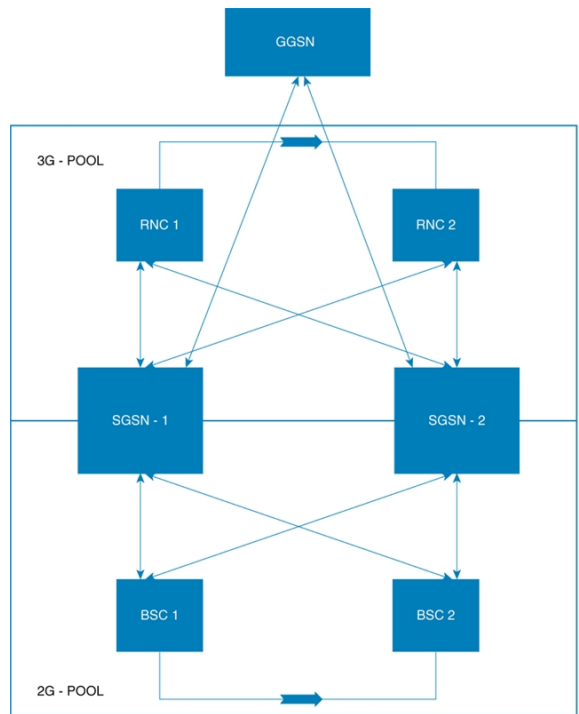 GGSN
3G - POOL
RNC 1
RNC 2
SGSN - 1
SGSN - 2
BSC 1
BSC 2
2G - POOL